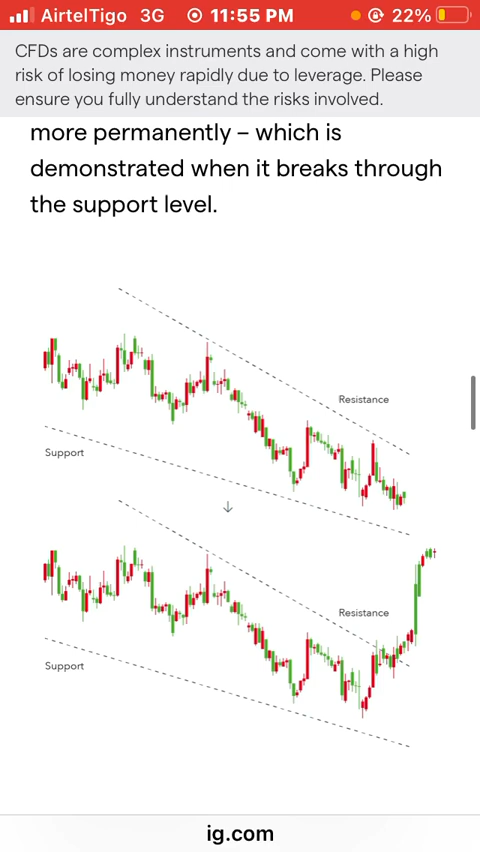 AirtelTigo 3G 11:55 PM 22%
CFDs are complex instruments and come with a high
risk of losing money rapidly due to leverage. Please
ensure you fully understand the risks involved.
more permanently – which is
demonstrated when it breaks through
the support level.
Resistance
Support
Resistance
Support
ig.com